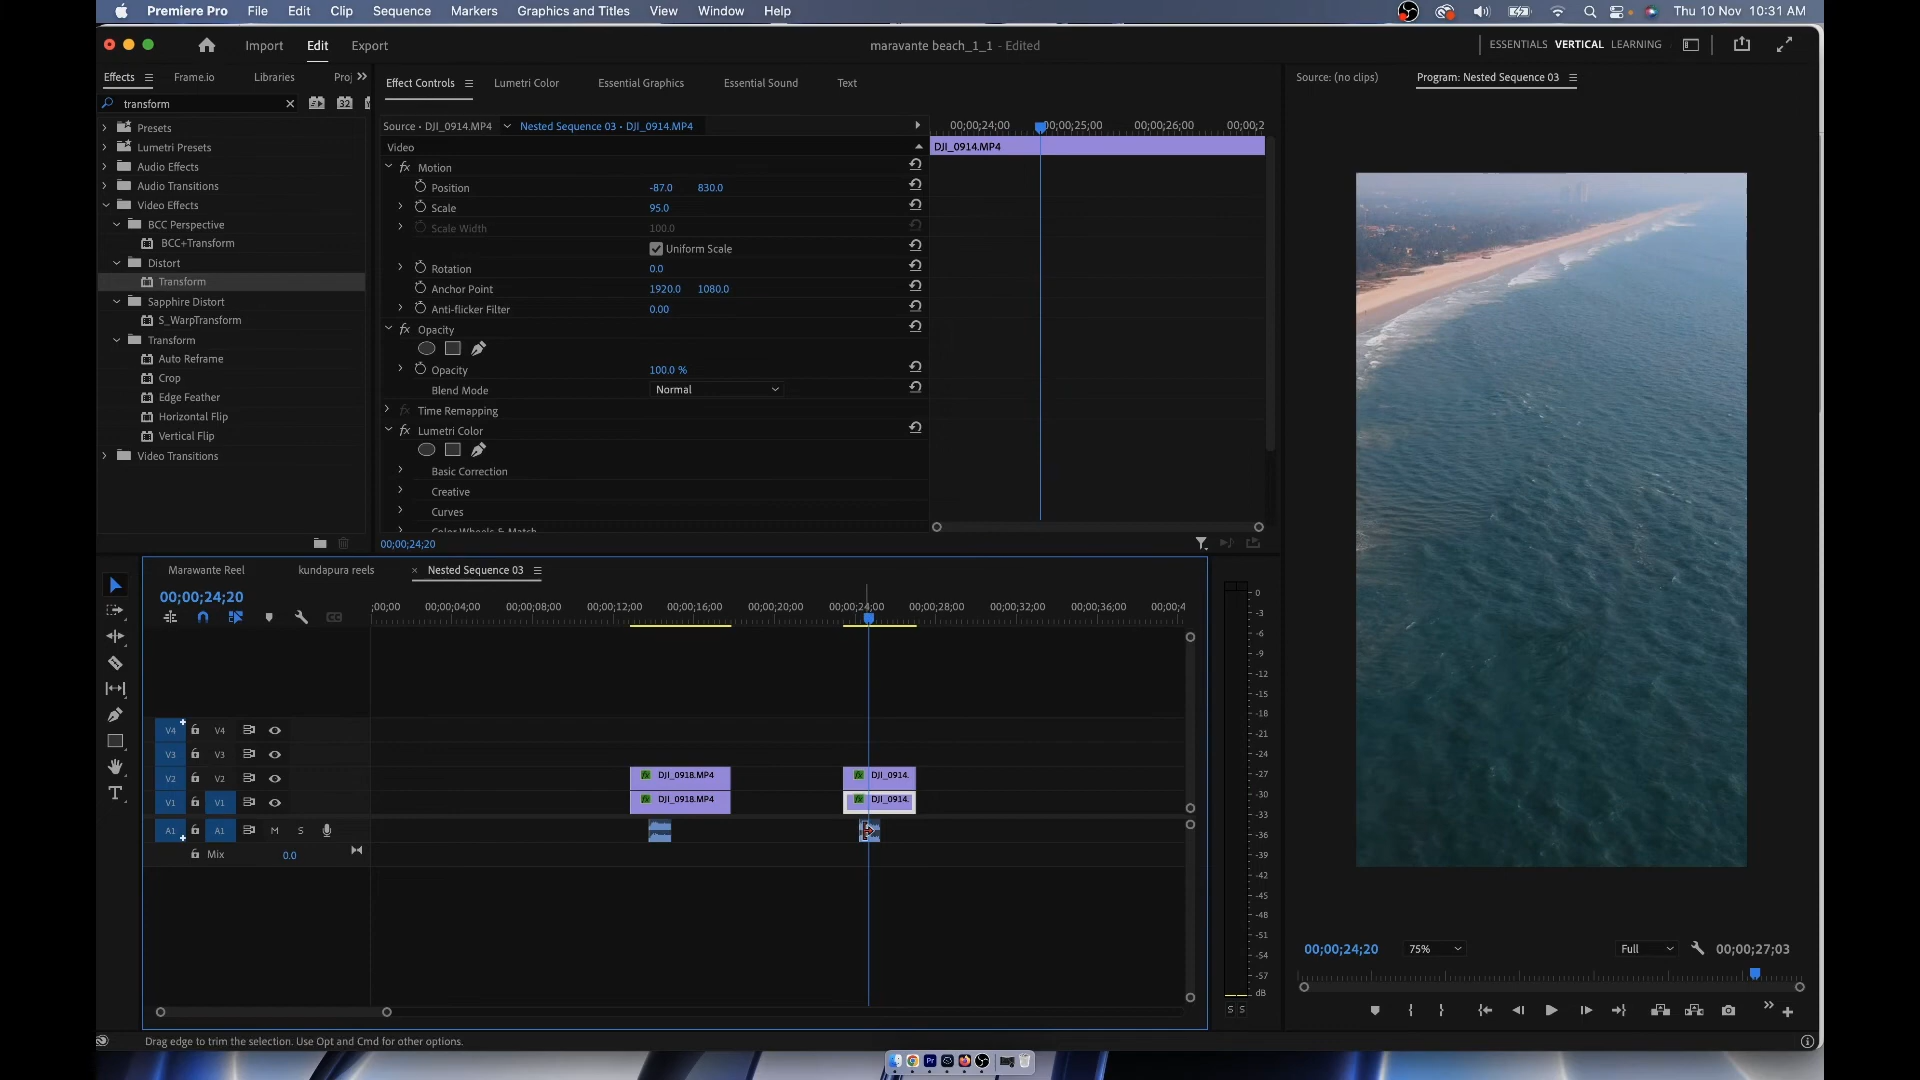 Premiere Pro File Edit Clip Sequence Markers Graphics and Titles View Window Help Thu 10 Nov 10:31 AM
Import Edit Export maravante beach_1_1 - Edited ESSENTIALS VERTICAL LEARNING
Effects Frame.io Libraries Proj Effect Controls Lumetri Color Essential Graphics Essential Sound Text Source: (no clips) Program: Nested Sequence 03
transform 32
Source • DJI_0914.MP4 Nested Sequence 03 • DJI_0914.MP4 00;00;24;00 00;00;25;00 00;00;26;00 00;00;2
Presets
Lumetri Presets
Audio Effects
Audio Transitions
Video Effects
BCC Perspective
BCC+Transform
Distort
Transform
Sapphire Distort
S_WarpTransform
Transform
Auto Reframe
Crop
Edge Feather
Horizontal Flip
Vertical Flip
Video Transitions
Video DJI_0914.MP4
fx Motion
Position -87.0 830.0
Scale 95.0
Scale Width 100.0
Uniform Scale
Rotation 0.0
Anchor Point 1920.0 1080.0
Anti-flicker Filter 0.00
fx Opacity
Opacity 100.0 %
Blend Mode Normal
fx Time Remapping
fx Lumetri Color
Basic Correction
Creative
Curves
Color Wheels & Match
00;00;24;20
Marawante Reel kundapura reels × Nested Sequence 03
00;00;24;20
;00;00 00;00;04;00 00;00;08;00 00;00;12;00 00;00;16;00 00;00;20;00 00;00;24;00 00;00;28;00 00;00;32;00 00;00;36;00 00;00;4
V4 V4
V3 V3
V2 V2 fx DJI_0918.MP4 fx DJI_0914.
V1 V1 fx DJI_0918.MP4 fx DJI_0914.
A1 A1 M S
Mix 0.0
0
-3
-6
-9
-12
-15
-18
-21
-24
-27
-30
-33
-36
-39
-42
-45
-48
-51
-54
-57
dB
S S
00;00;24;20 75% Full 00;00;27;03
Drag edge to trim the selection. Use Opt and Cmd for other options.
Pr